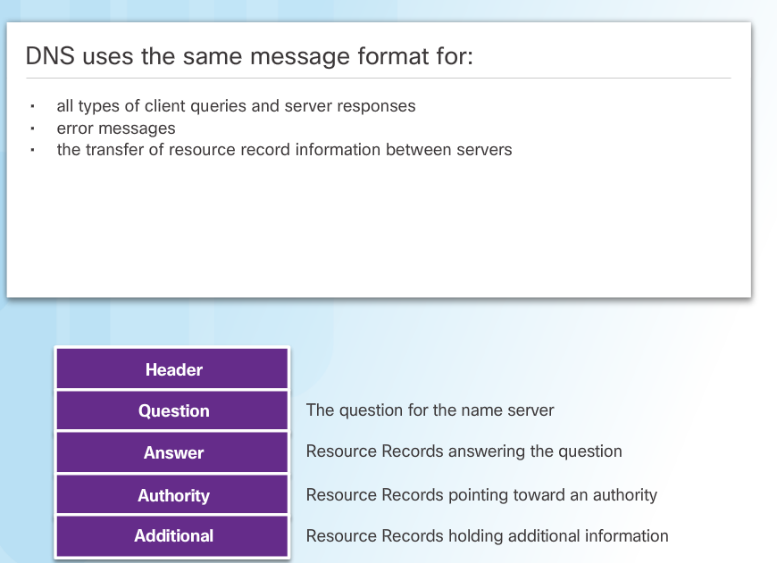 DNS uses the same message format for:
· all types of client queries and server responses
· error messages
· the transfer of resource record information between servers
Header
Question The question for the name server
Answer Resource Records answering the question
Authority Resource Records pointing toward an authority
Additional Resource Records holding additional information